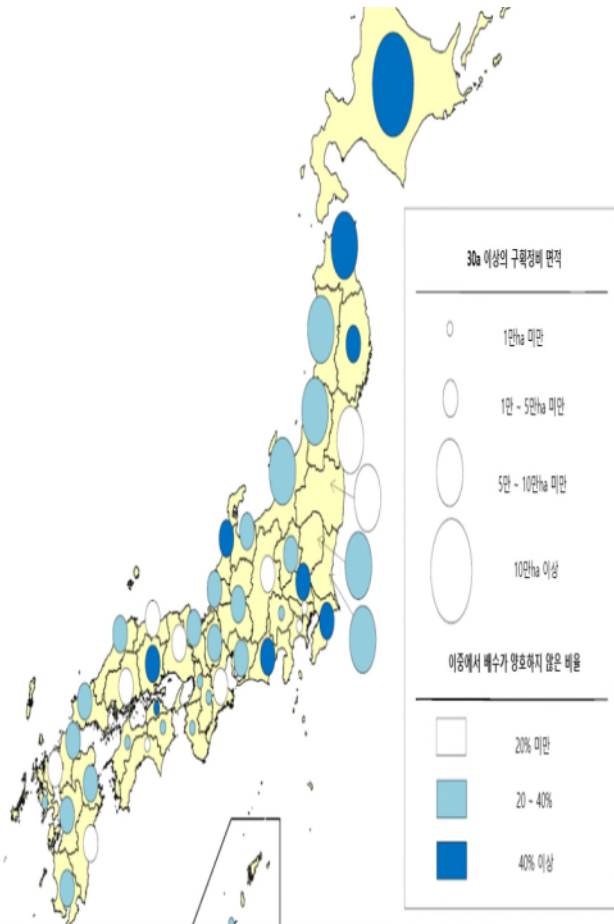 30a 이상의 구획정비 면적
1만ha 미만
1만 ~ 5만ha 미만
5만 ~ 10만ha 미만
10만ha 이상
이중에서 배수가 양호하지 않은 비율
20% 미만
20 ~ 40%
40% 이상